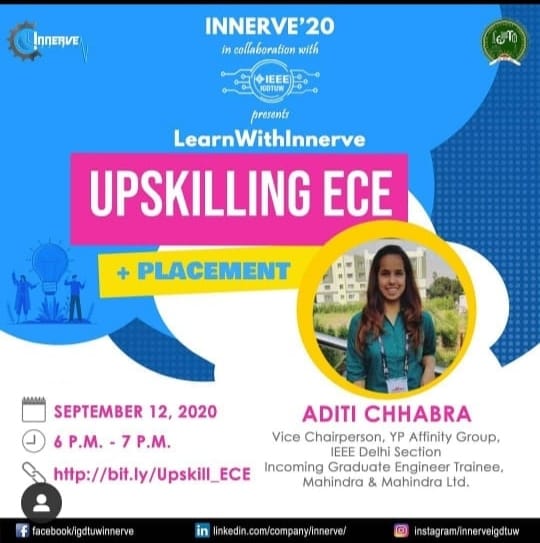 INNERVE
INNERVE'20
in collaboration with
IEEE
IGDTUW
presents
LearnWithInnerve
UPSKILLING ECE
+ PLACEMENT
SEPTEMBER 12, 2020
6 P.M. - 7 P.M.
http://bit.ly/Upskill_ECE
ADITI CHHABRA
Vice Chairperson, YP Affinity Group,
IEEE Delhi Section
Incoming Graduate Engineer Trainee,
Mahindra & Mahindra Ltd.
facebook/igdtuwinnerve
linkedin.com/company/innerve/
instagram/innerveigdtuw